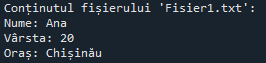 Conținutul fișierului 'Fisier1.txt':
Nume: Ana
Vârsta: 20
Oraș: Chișinău